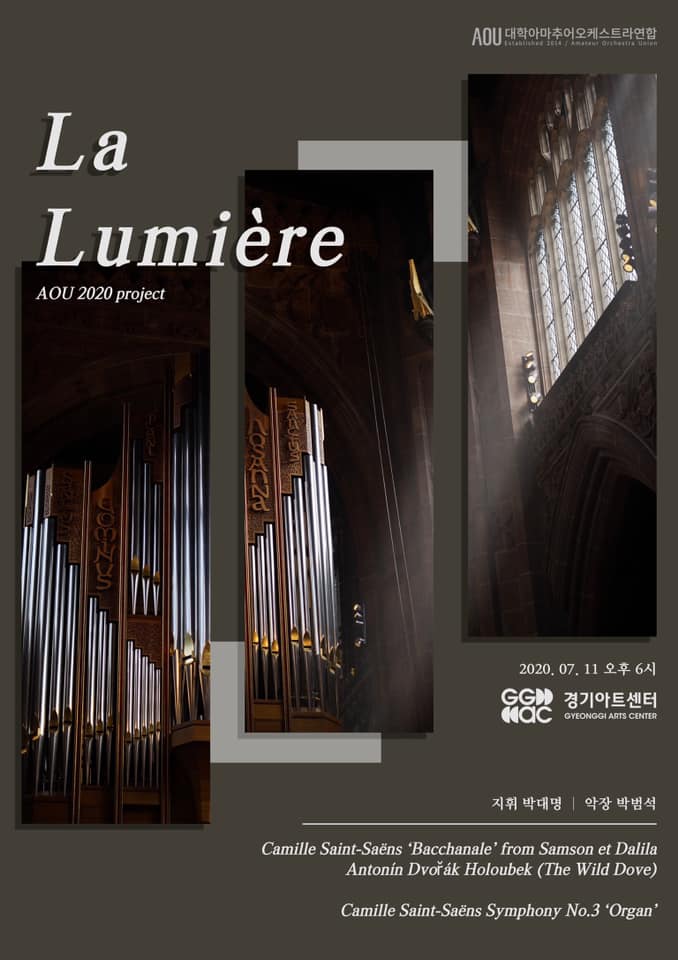 AOU 대학아마추어오케스트라연합
Established 2014 / Amateur Orchestra Union
La
Lumière
AOU 2020 project
HOSANNA
SANCTUS
DOMINUS
2020. 07. 11 오후 6시
GGAC 경기아트센터
GYEONGGI ARTS CENTER
지휘 박대명 | 악장 박범석
Camille Saint-Saëns ‘Bacchanale’ from Samson et Dalila
Antonín Dvořák Holoubek (The Wild Dove)
Camille Saint-Saëns Symphony No.3 ‘Organ’